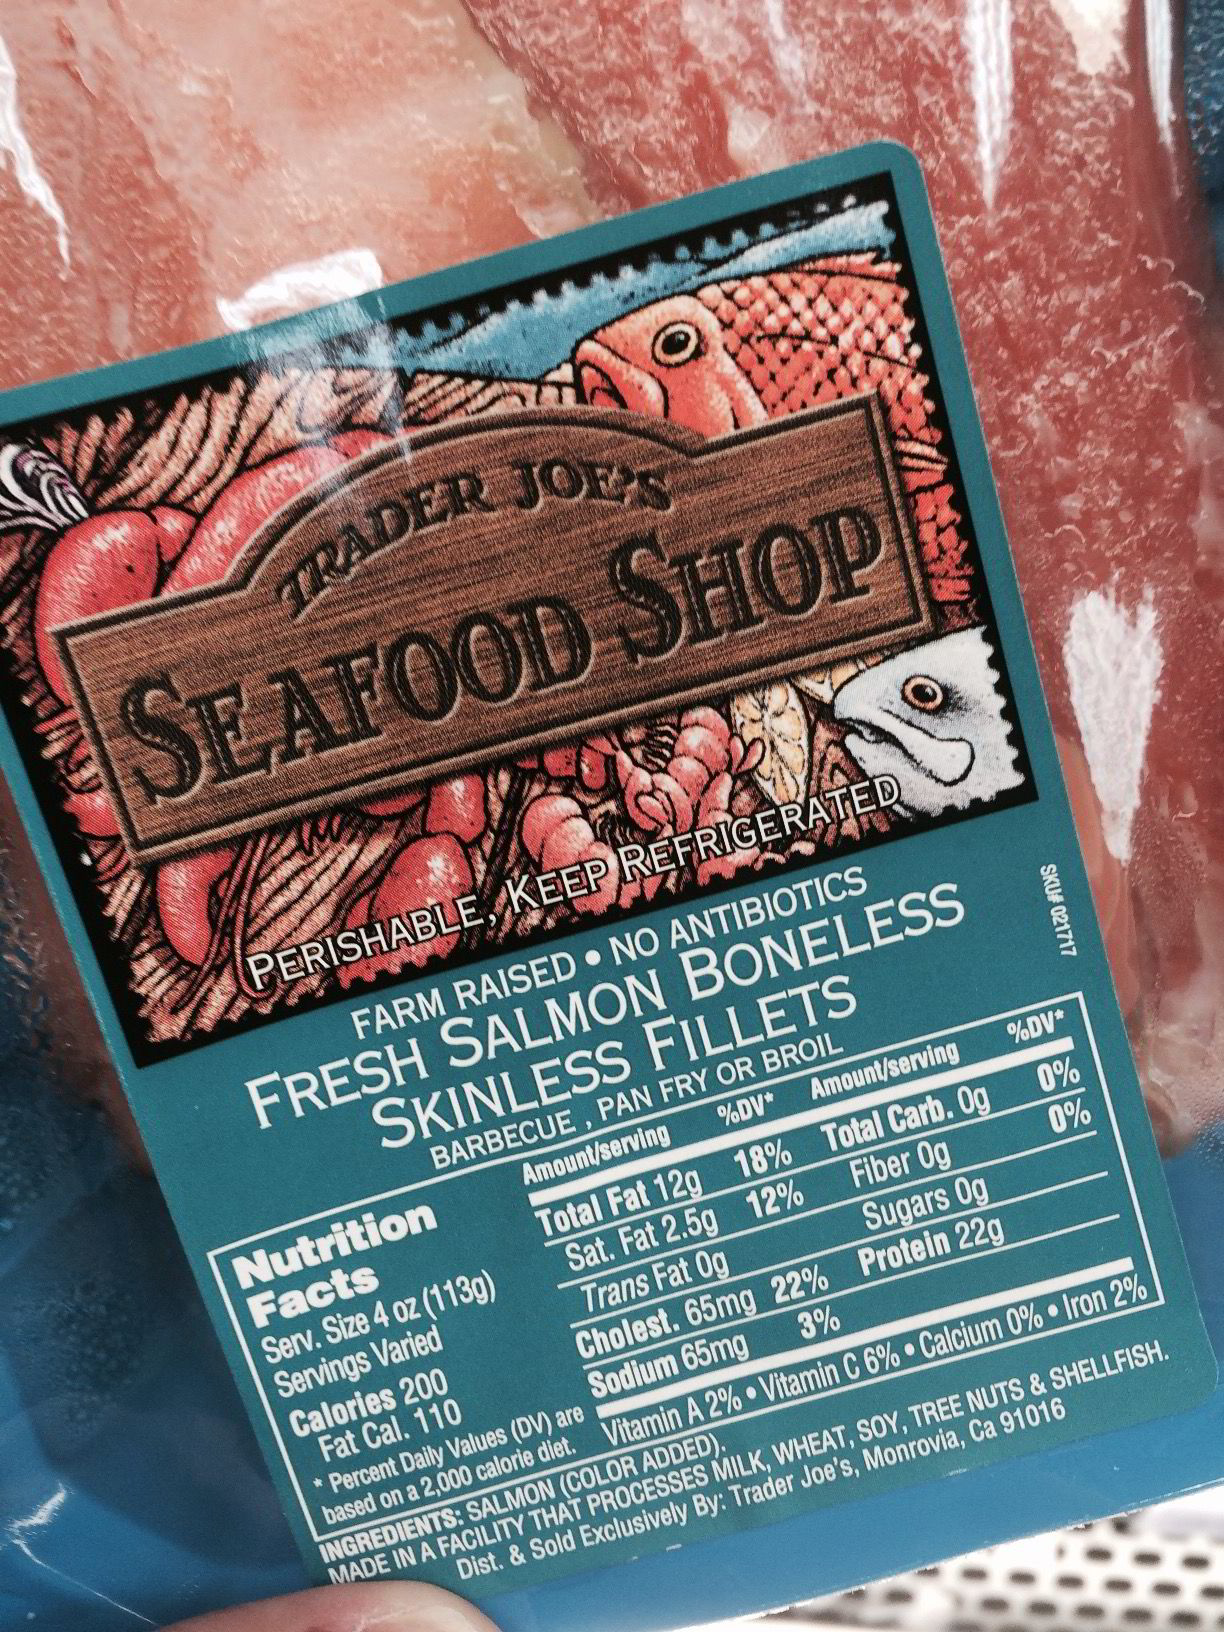 TRADER JOE'S
SEAFOOD SHOP
PERISHABLE, KEEP REFRIGERATED
FARM RAISED • NO ANTIBIOTICS
FRESH SALMON BONELESS
SKINLESS FILLETS
BARBECUE , PAN FRY OR BROIL
SKU# 021717
Nutrition
Facts
Serv. Size 4 oz (113g)
Servings Varied
Calories 200
Fat Cal. 110
* Percent Daily Values (DV) are
based on a 2,000 calorie diet.
Amount/serving %DV*
Total Fat 12g 18%
Sat. Fat 2.5g 12%
Trans Fat 0g
Cholest. 65mg 22%
Sodium 65mg 3%
Amount/serving %DV*
Total Carb. 0g 0%
Fiber 0g 0%
Sugars 0g
Protein 22g
Vitamin A 2% • Vitamin C 6% • Calcium 0% • Iron 2%
INGREDIENTS: SALMON (COLOR ADDED).
MADE IN A FACILITY THAT PROCESSES MILK, WHEAT, SOY, TREE NUTS & SHELLFISH.
Dist. & Sold Exclusively By: Trader Joe's, Monrovia, Ca 91016